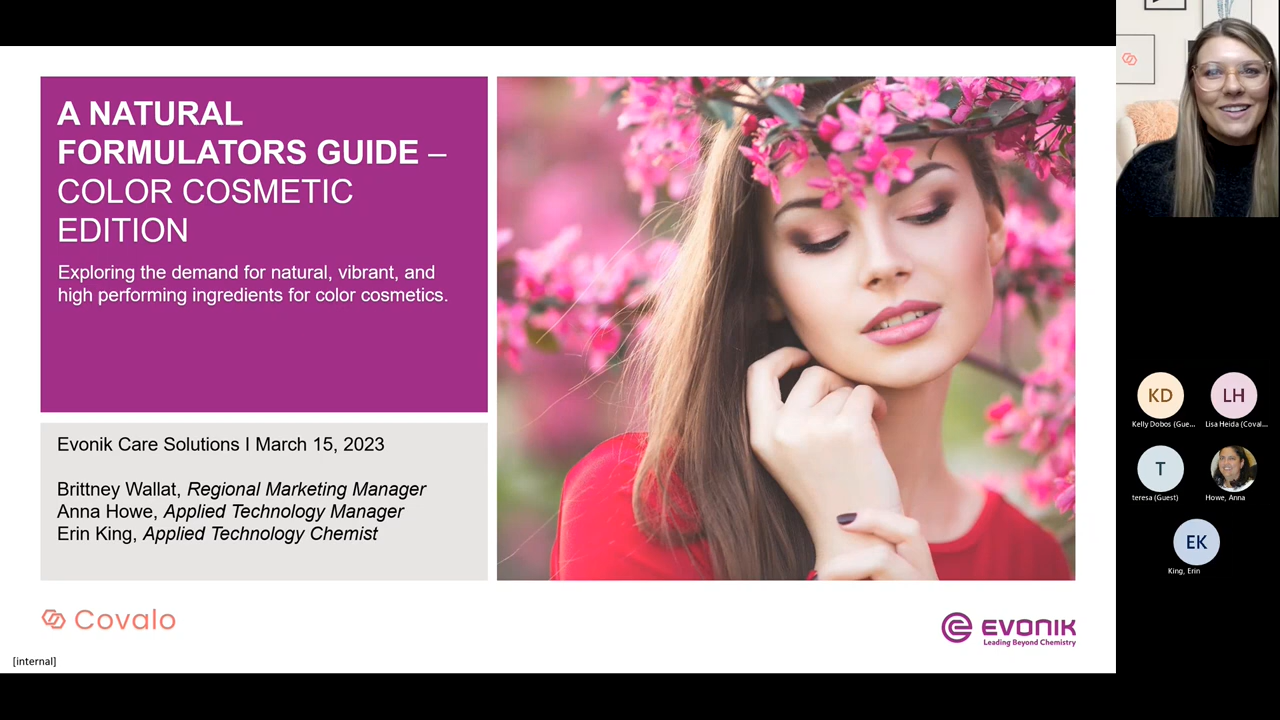 A NATURAL
FORMULATORS GUIDE –
COLOR COSMETIC
EDITION
Exploring the demand for natural, vibrant, and
high performing ingredients for color cosmetics.
Evonik Care Solutions I March 15, 2023
Brittney Wallat, Regional Marketing Manager
Anna Howe, Applied Technology Manager
Erin King, Applied Technology Chemist
Covalo
EVONIK
Leading Beyond Chemistry
[internal]
KD
LH
Kelly Dobos (Gue...
Lisa Heida (Coval...
T
teresa (Guest)
Howe, Anna
EK
King, Erin